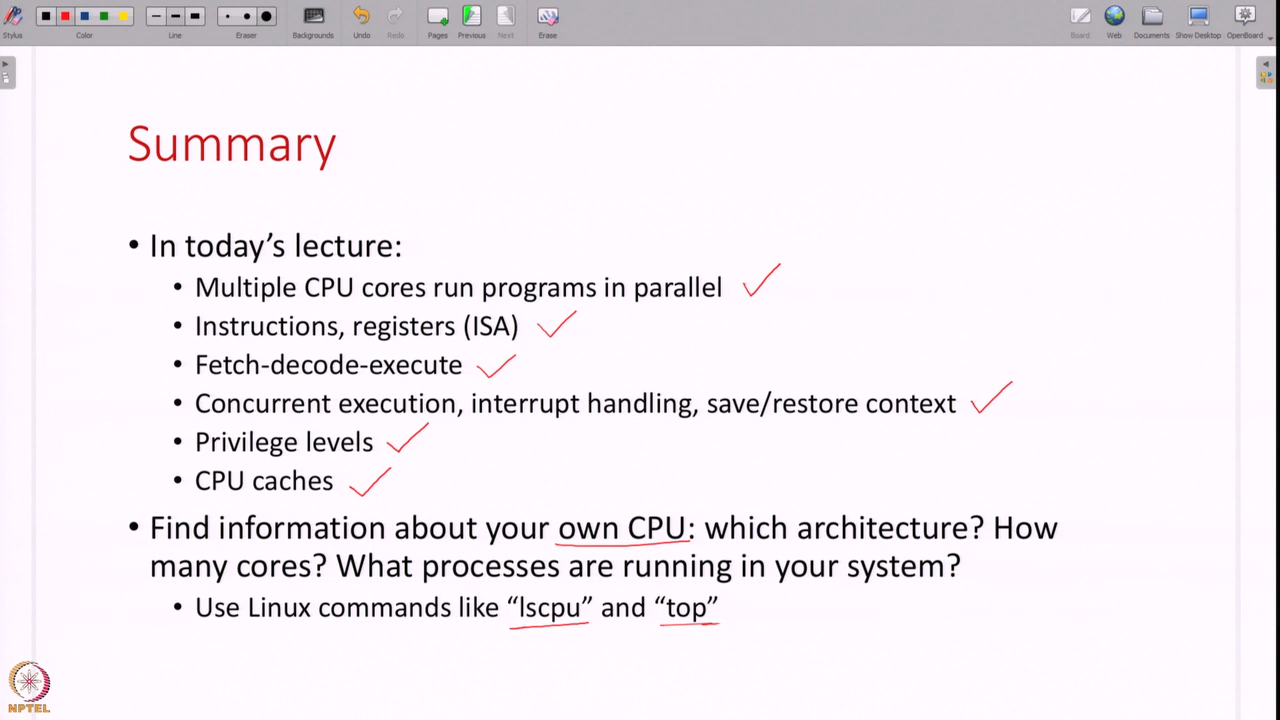 Stylus
Color
Line
Eraser
Backgrounds
Undo
Redo
Pages
Previous
Next
Erase
Board
Web
Documents
Show Desktop
OpenBoard
Summary
• In today's lecture:
• Multiple CPU cores run programs in parallel
• Instructions, registers (ISA)
• Fetch-decode-execute
• Concurrent execution, interrupt handling, save/restore context
• Privilege levels
• CPU caches
• Find information about your own CPU: which architecture? How
many cores? What processes are running in your system?
• Use Linux commands like “lscpu” and “top”
NPTEL